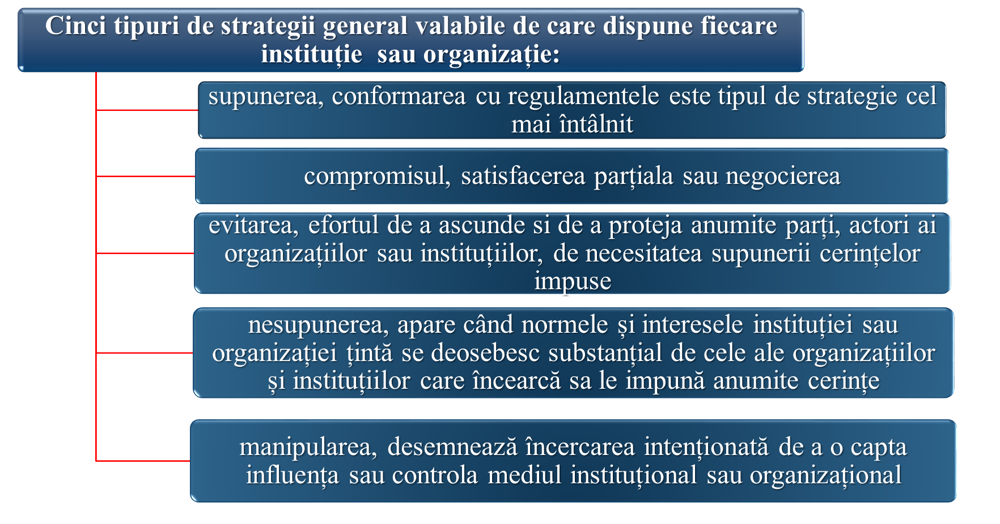 Cinci tipuri de strategii general valabile de care dispune fiecare
instituție sau organizație:
supunerea, conformarea cu regulamentele este tipul de strategie cel
mai întâlnit
compromisul, satisfacerea parțiala sau negocierea
evitarea, efortul de a ascunde si de a proteja anumite parți, actori ai
organizațiilor sau instituțiilor, de necesitatea supunerii cerințelor
impuse
nesupunerea, apare când normele și interesele instituției sau
organizației țintă se deosebesc substanțial de cele ale organizațiilor
și instituțiilor care încearcă sa le impună anumite cerințe
manipularea, desemnează încercarea intenționată de a o capta
influența sau controla mediul instituțional sau organizațional